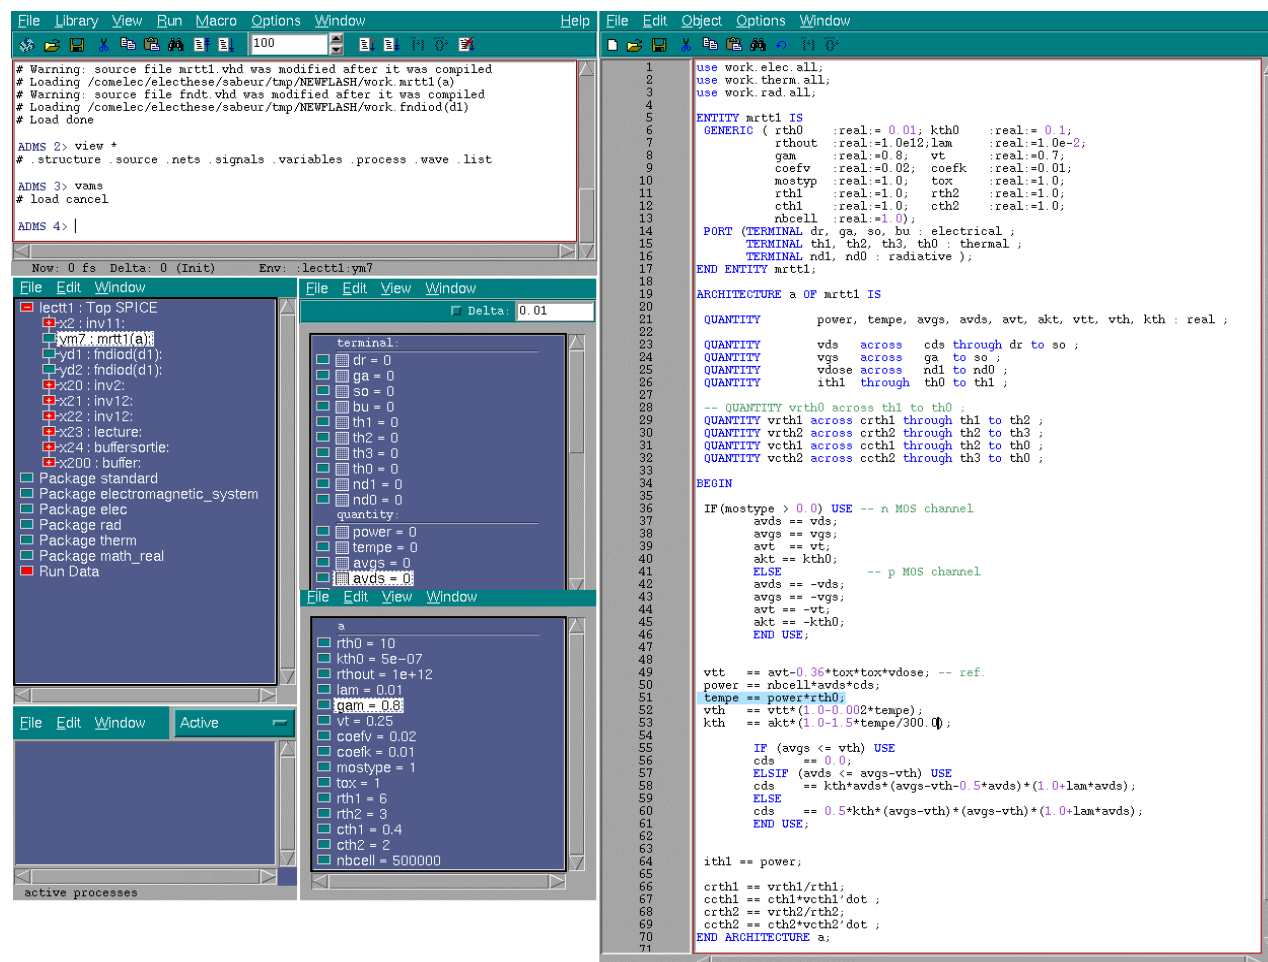 File Library View Run Macro Options Window Help
100
# Warning: source file mrtt1.vhd was modified after it was compiled
# Loading /comelec/electhese/sabeur/tmp/NEWFLASH/work.mrtt1(a)
# Warning: source file fndt.vhd was modified after it was compiled
# Loading /comelec/electhese/sabeur/tmp/NEWFLASH/work.fndiod(d1)
# Load done
ADMS 2> view *
# .structure .source .nets .signals .variables .process .wave .list
ADMS 3> vams
# load cancel
ADMS 4>
Now: 0 fs Delta: 0 (Init) Env: :lectt1:ym7
File Edit Window
lectt1 : Top SPICE
x2 : inv11:
ym7 : mrtt1(a):
yd1 : fndiod(d1):
yd2 : fndiod(d1):
x20 : inv2:
x21 : inv12:
x22 : inv12:
x23 : lecture:
x24 : buffersortie:
x200 : buffer:
Package standard
Package electromagnetic_system
Package elec
Package rad
Package therm
Package math_real
Run Data
File Edit Window Active
active processes
File Edit View Window
Delta: 0.01
terminal:
dr = 0
ga = 0
so = 0
bu = 0
th1 = 0
th2 = 0
th3 = 0
th0 = 0
nd1 = 0
nd0 = 0
quantity:
power = 0
tempe = 0
avgs = 0
avds = 0
File Edit View Window
a
rth0 = 10
kth0 = 5e-07
rthout = 1e+12
lam = 0.01
gam = 0.8
vt = 0.25
coefv = 0.02
coefk = 0.01
mostype = 1
tox = 1
rth1 = 6
rth2 = 3
cth1 = 0.4
cth2 = 2
nbcell = 500000
File Edit Object Options Window
1 use work.elec.all;
2 use work.therm.all;
3 use work.rad.all;
4
5 ENTITY mrtt1 IS
6 GENERIC ( rth0 :real:= 0.01; kth0 :real:= 0.1;
7 rthout :real:=1.0e12;lam :real:=1.0e-2;
8 gam :real:=0.8; vt :real:=0.7;
9 coefv :real:=0.02; coefk :real:=0.01;
10 mostyp :real:=1.0; tox :real:=1.0;
11 rth1 :real:=1.0; rth2 :real:=1.0;
12 cth1 :real:=1.0; cth2 :real:=1.0;
13 nbcell :real:=1.0);
14 PORT (TERMINAL dr, ga, so, bu : electrical ;
15 TERMINAL th1, th2, th3, th0 : thermal ;
16 TERMINAL nd1, nd0 : radiative );
17 END ENTITY mrtt1;
18
19 ARCHITECTURE a OF mrtt1 IS
20
21 QUANTITY power, tempe, avgs, avds, avt, akt, vtt, vth, kth : real ;
22
23 QUANTITY vds across cds through dr to so ;
24 QUANTITY vgs across ga to so ;
25 QUANTITY vdose across nd1 to nd0 ;
26 QUANTITY ith1 through th0 to th1 ;
27
28 -- QUANTITY vrth0 across th1 to th0 ;
29 QUANTITY vrth1 across crth1 through th1 to th2 ;
30 QUANTITY vrth2 across crth2 through th2 to th3 ;
31 QUANTITY vcth1 across ccth1 through th2 to th0 ;
32 QUANTITY vcth2 across ccth2 through th3 to th0 ;
33
34 BEGIN
35
36 IF(mostype > 0.0) USE -- n MOS channel
37 avds == vds;
38 avgs == vgs;
39 avt == vt;
40 akt == kth0;
41 ELSE -- p MOS channel
42 avds == -vds;
43 avgs == -vgs;
44 avt == -vt;
45 akt == -kth0;
46 END USE;
47
48
49 vtt == avt-0.36*tox*tox*vdose; -- ref.
50 power == nbcell*avds*cds;
51 tempe == power*rth0;
52 vth == vtt*(1.0-0.002*tempe);
53 kth == akt*(1.0-1.5*tempe/300.0);
54
55 IF (avgs <= vth) USE
56 cds == 0.0;
57 ELSIF (avds <= avgs-vth) USE
58 cds == kth*avds*(avgs-vth-0.5*avds)*(1.0+lam*avds);
59 ELSE
60 cds == 0.5*kth*(avgs-vth)*(avgs-vth)*(1.0+lam*avds);
61 END USE;
62
63
64 ith1 == power;
65
66 crth1 == vrth1/rth1;
67 ccth1 == cth1*vcth1'dot ;
68 crth2 == vrth2/rth2;
69 ccth2 == cth2*vcth2'dot ;
70 END ARCHITECTURE a;
71